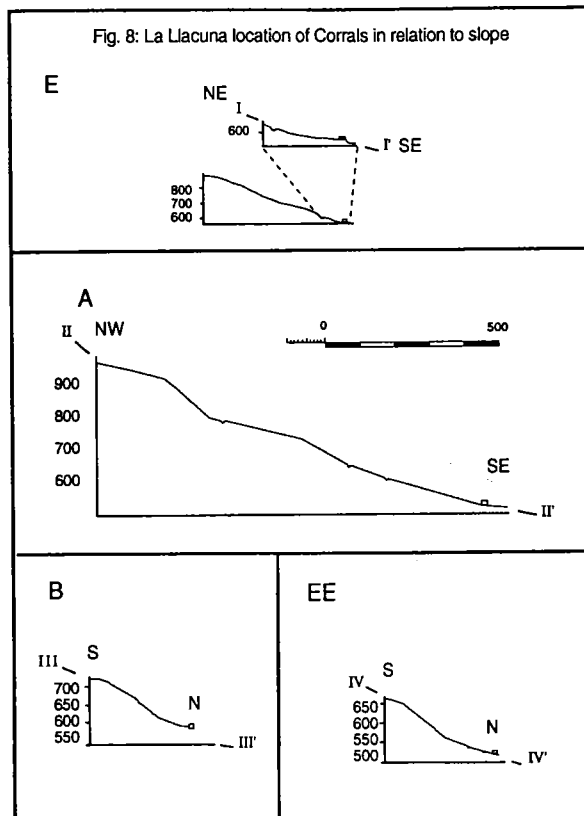 Fig. 8: La Llacuna location of Corrals in relation to slope
E
NE
I
600
I' SE
800
700
600
A
II NW
0 500
900
800
700
600
SE
II'
B
III S
700
650
600
550
N
III'
EE
S
IV
650
600
550
500
N
IV'